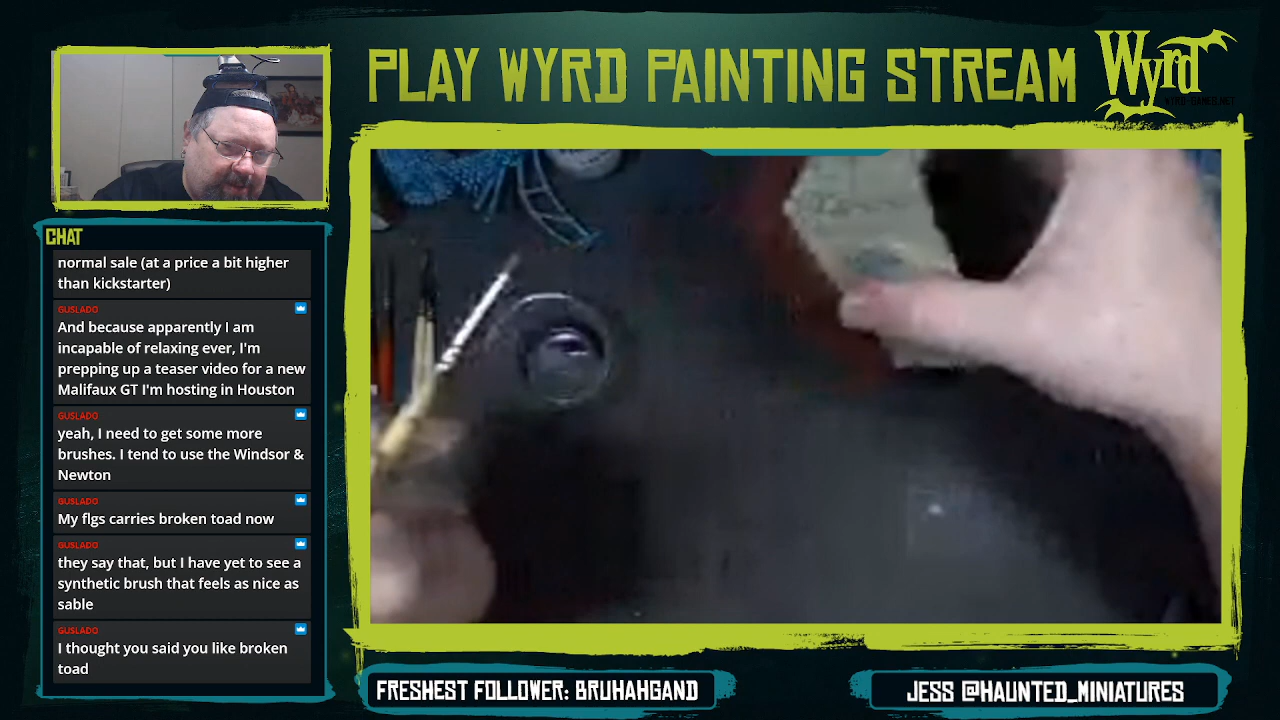 PLAY WYRD PAINTING STREAM
Wyrd
WYRD-GAMES.NET
CHAT
normal sale (at a price a bit higher
than kickstarter)
GUSLADO
And because apparently I am
incapable of relaxing ever, I'm
prepping up a teaser video for a new
Malifaux GT I'm hosting in Houston
GUSLADO
yeah, I need to get some more
brushes. I tend to use the Windsor &
Newton
GUSLADO
My flgs carries broken toad now
GUSLADO
they say that, but I have yet to see a
synthetic brush that feels as nice as
sable
GUSLADO
I thought you said you like broken
toad
FRESHEST FOLLOWER: BRUHAHGAND
JESS @HAUNTED_MINIATURES